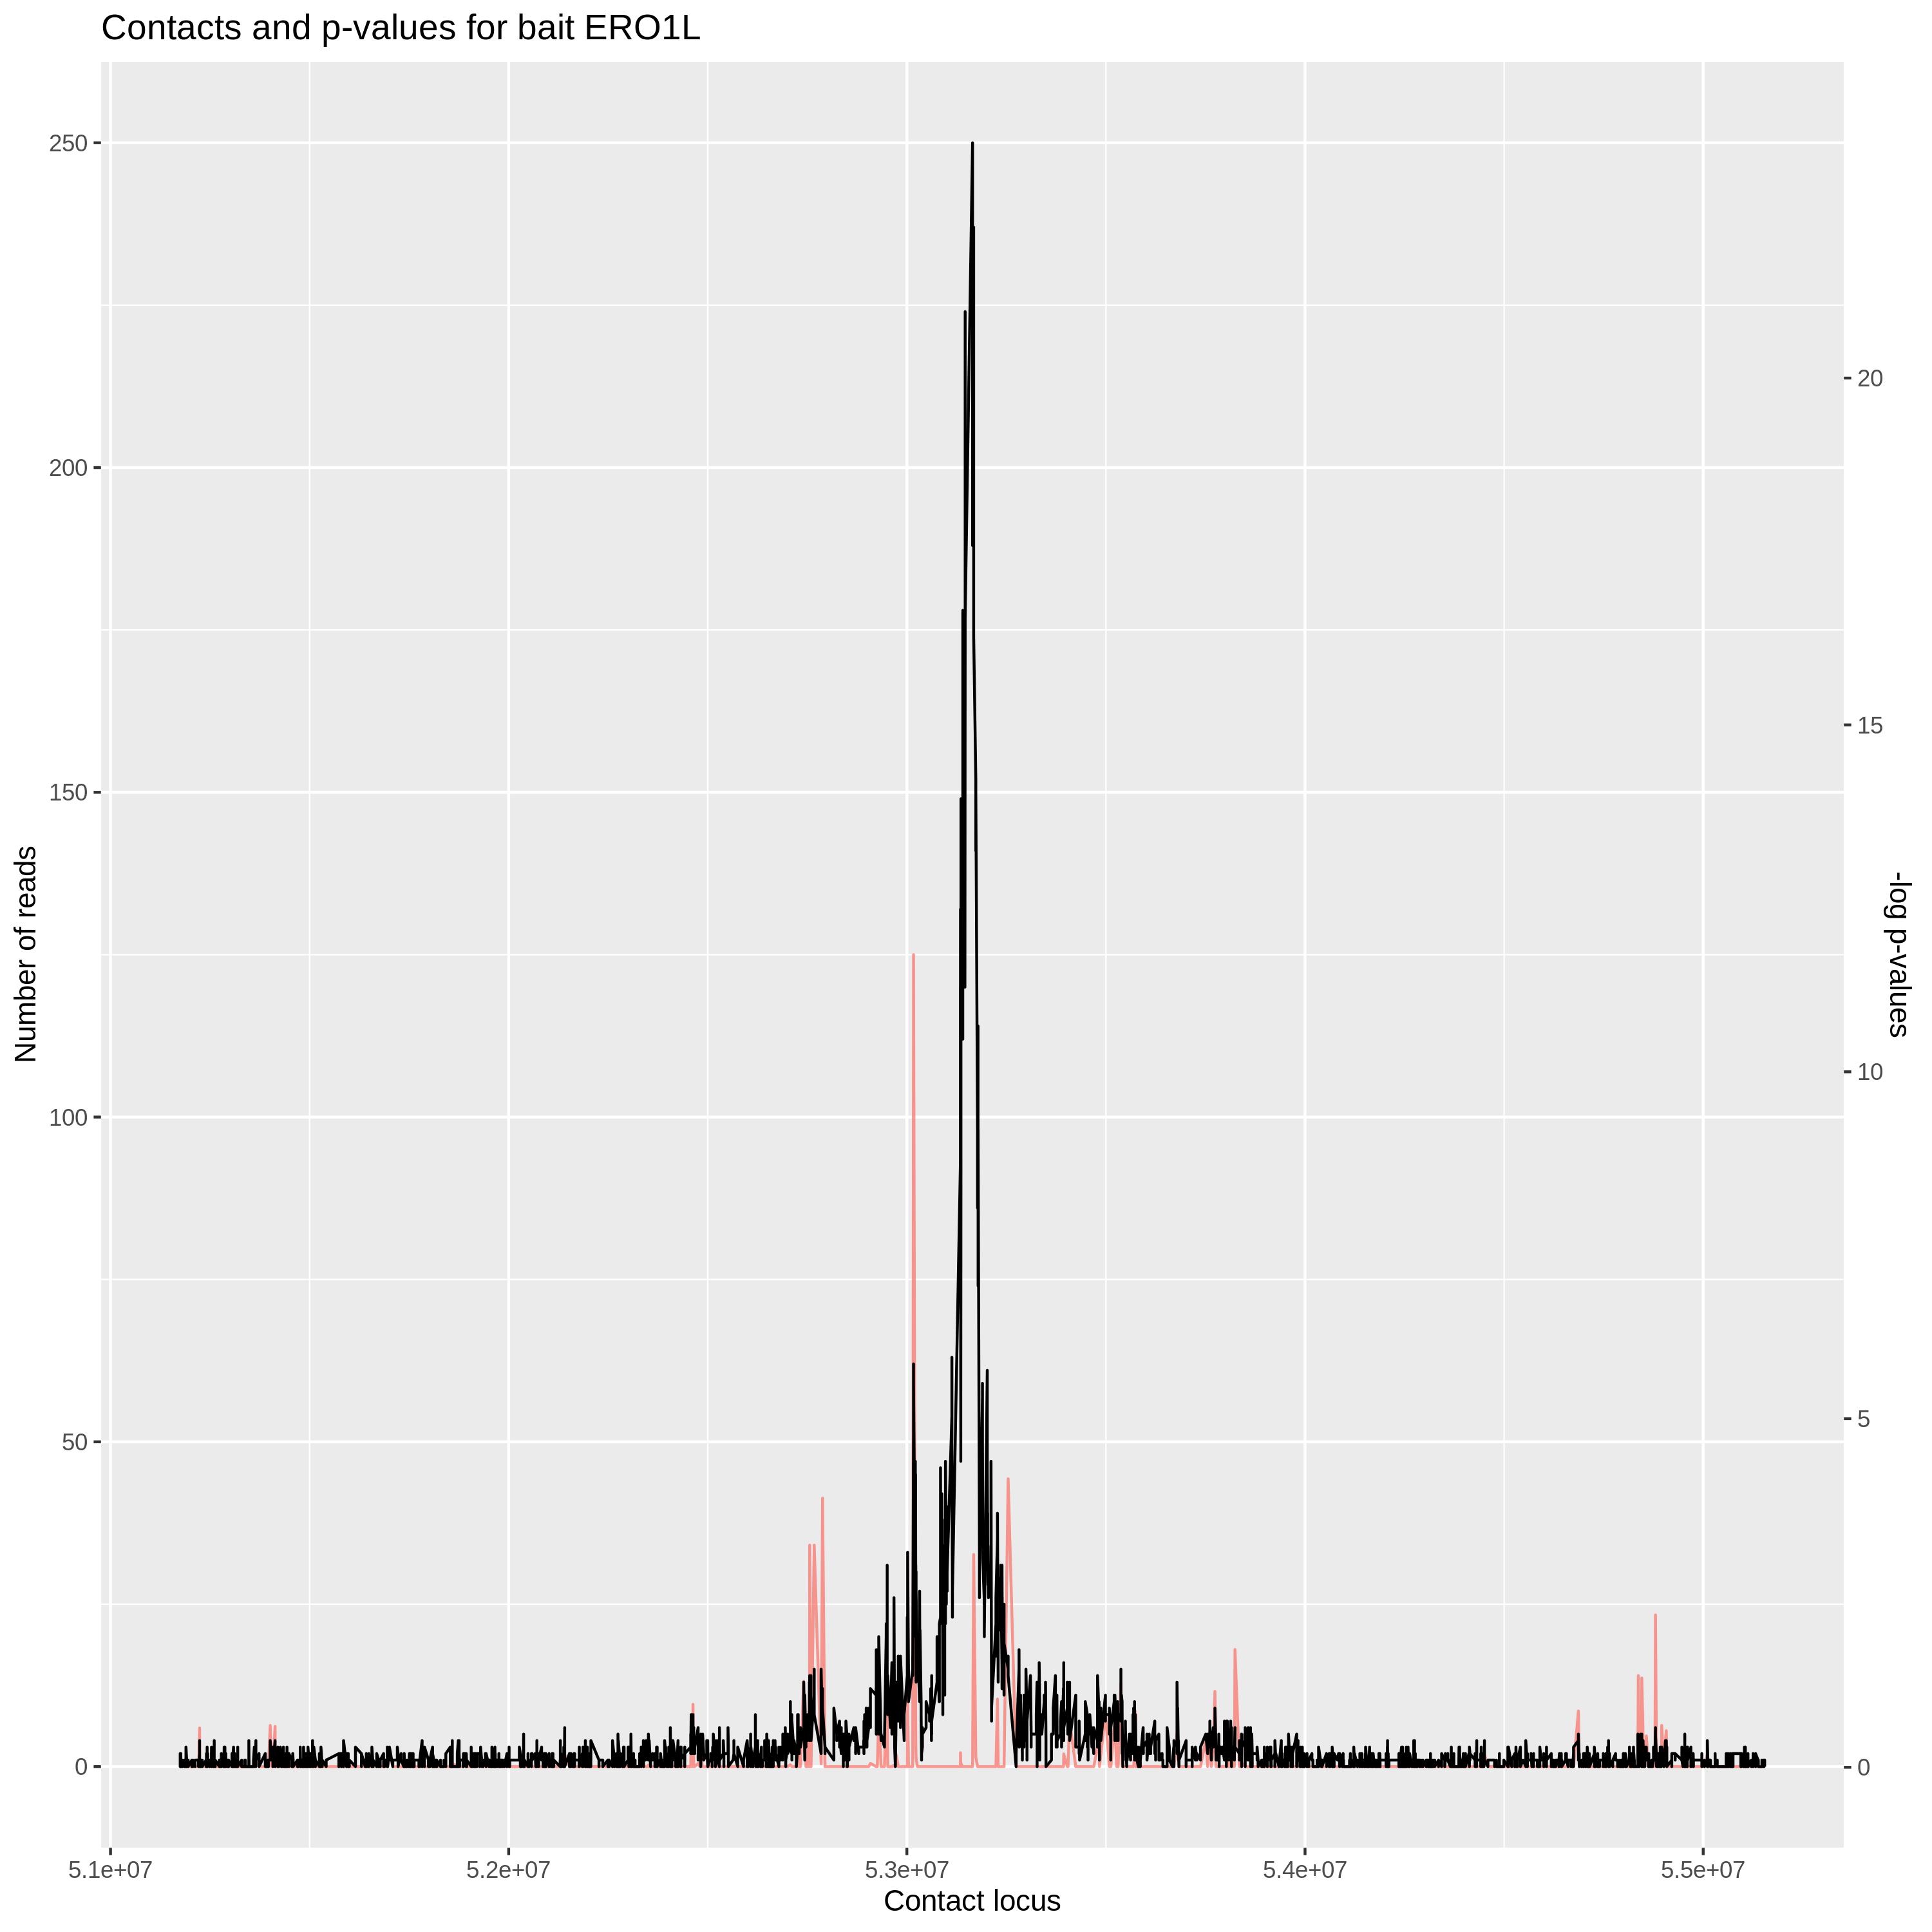 Contacts and p-values for bait ERO1L
250
200
150
100
50
0
Number of reads
20
15
10
5
0
-log p-values
5.1e+07
5.2e+07
5.3e+07
5.4e+07
5.5e+07
Contact locus